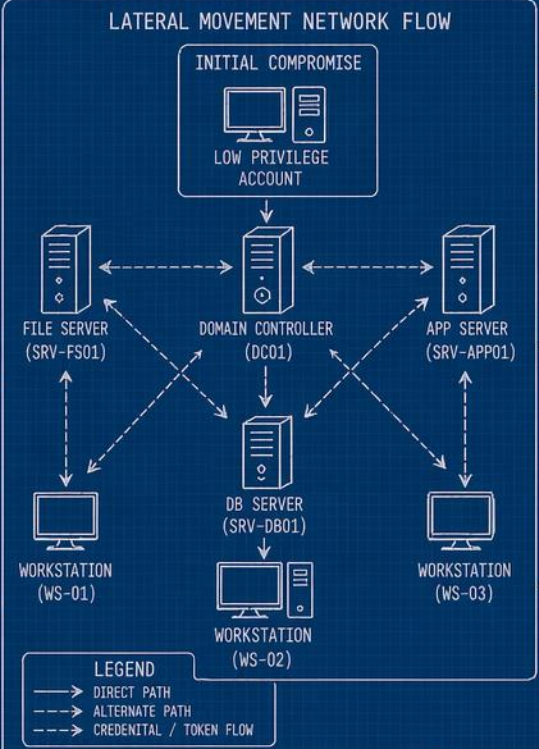 LATERAL MOVEMENT NETWORK FLOW
INITIAL COMPROMISE
LOW PRIVILEGE
ACCOUNT
FILE SERVER
(SRV-FS01)
DOMAIN CONTROLLER
(DC01)
APP SERVER
(SRV-APP01)
DB SERVER
(SRV-DB01)
WORKSTATION
(WS-01)
WORKSTATION
(WS-02)
WORKSTATION
(WS-03)
LEGEND
DIRECT PATH
ALTERNATE PATH
CREDENITAL / TOKEN FLOW